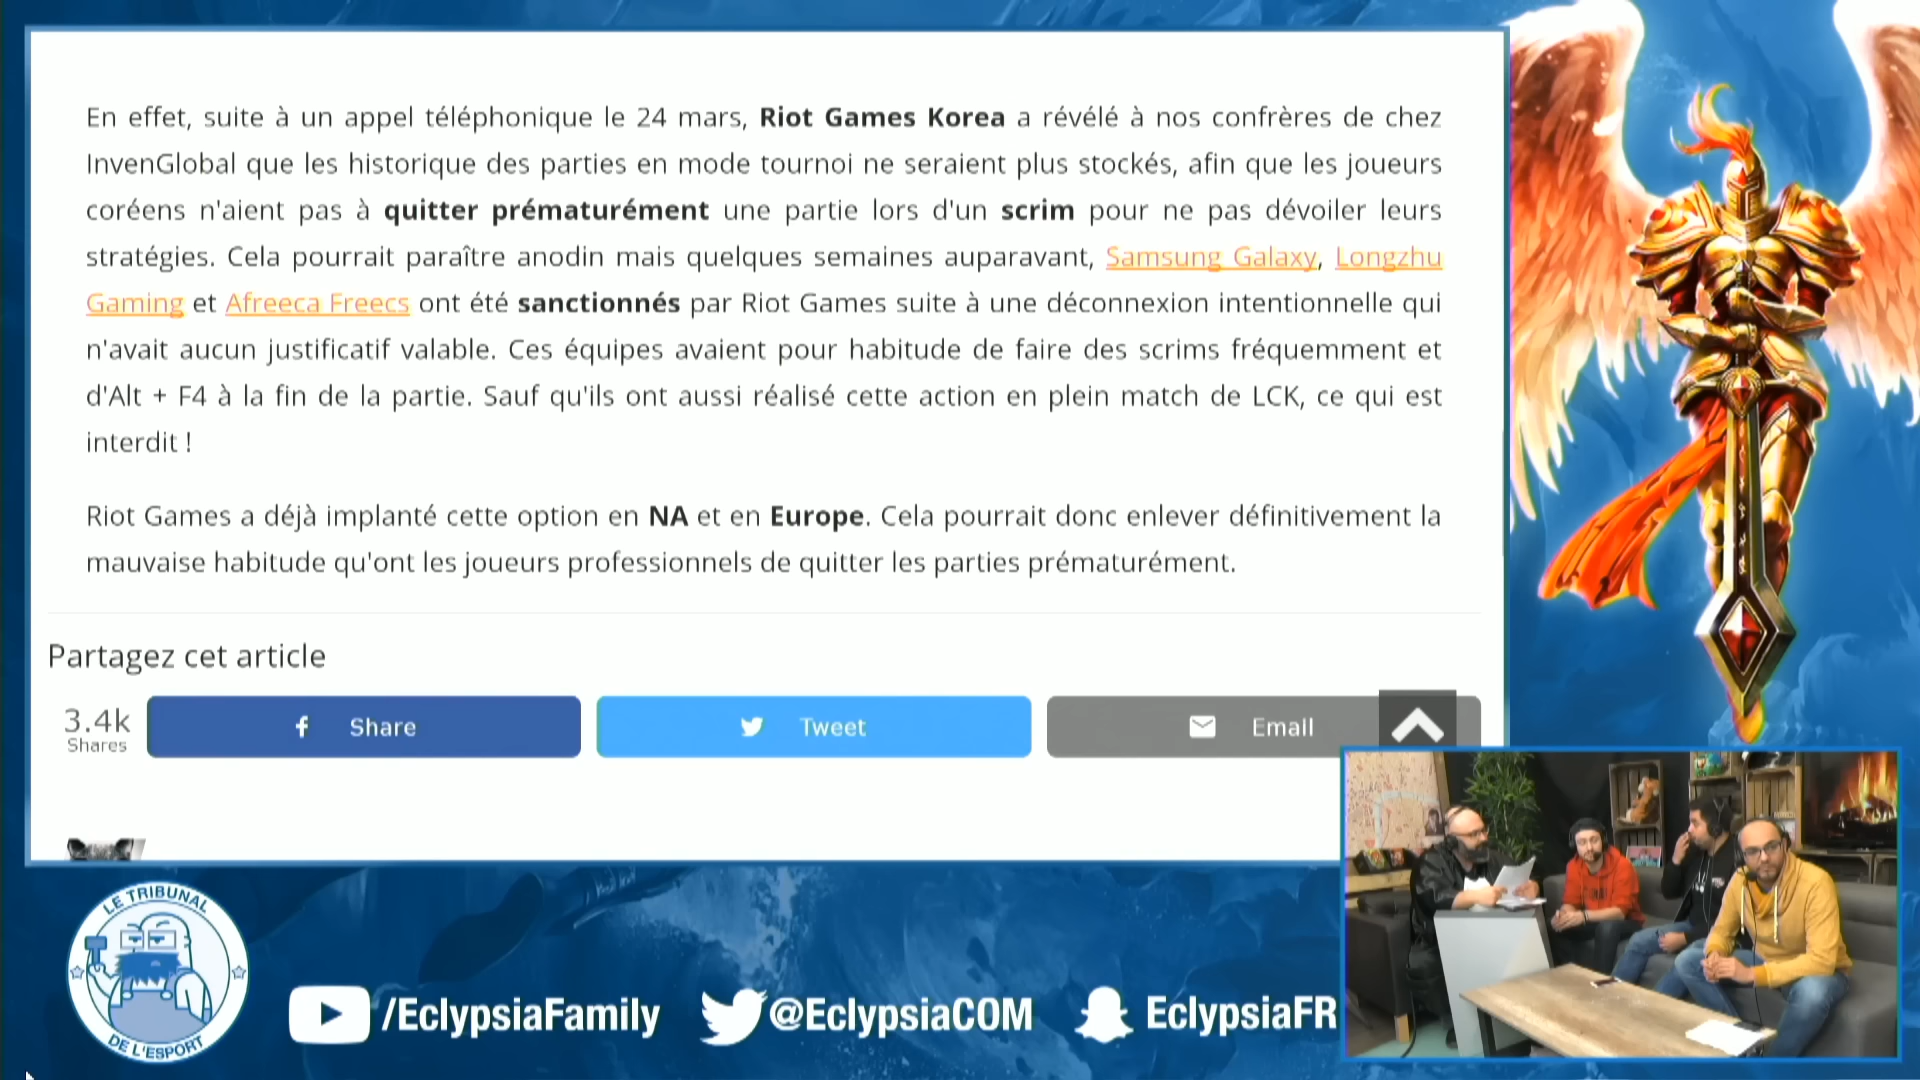 En effet, suite à un appel téléphonique le 24 mars, Riot Games Korea a révélé à nos confrères de chez
InvenGlobal que les historique des parties en mode tournoi ne seraient plus stockés, afin que les joueurs
coréens n'aient pas à quitter prématurément une partie lors d'un scrim pour ne pas dévoiler leurs
stratégies. Cela pourrait paraître anodin mais quelques semaines auparavant, Samsung Galaxy, Longzhu
Gaming et Afreeca Freecs ont été sanctionnés par Riot Games suite à une déconnexion intentionnelle qui
n'avait aucun justificatif valable. Ces équipes avaient pour habitude de faire des scrims fréquemment et
d'Alt + F4 à la fin de la partie. Sauf qu'ils ont aussi réalisé cette action en plein match de LCK, ce qui est
interdit !
Riot Games a déjà implanté cette option en NA et en Europe. Cela pourrait donc enlever définitivement la
mauvaise habitude qu'ont les joueurs professionnels de quitter les parties prématurément.
Partagez cet article
3.4k
Shares
Share
Tweet
Email
LE TRIBUNAL
DE L'ESPORT
/EclypsiaFamily
@EclypsiaCOM
EclypsiaFR